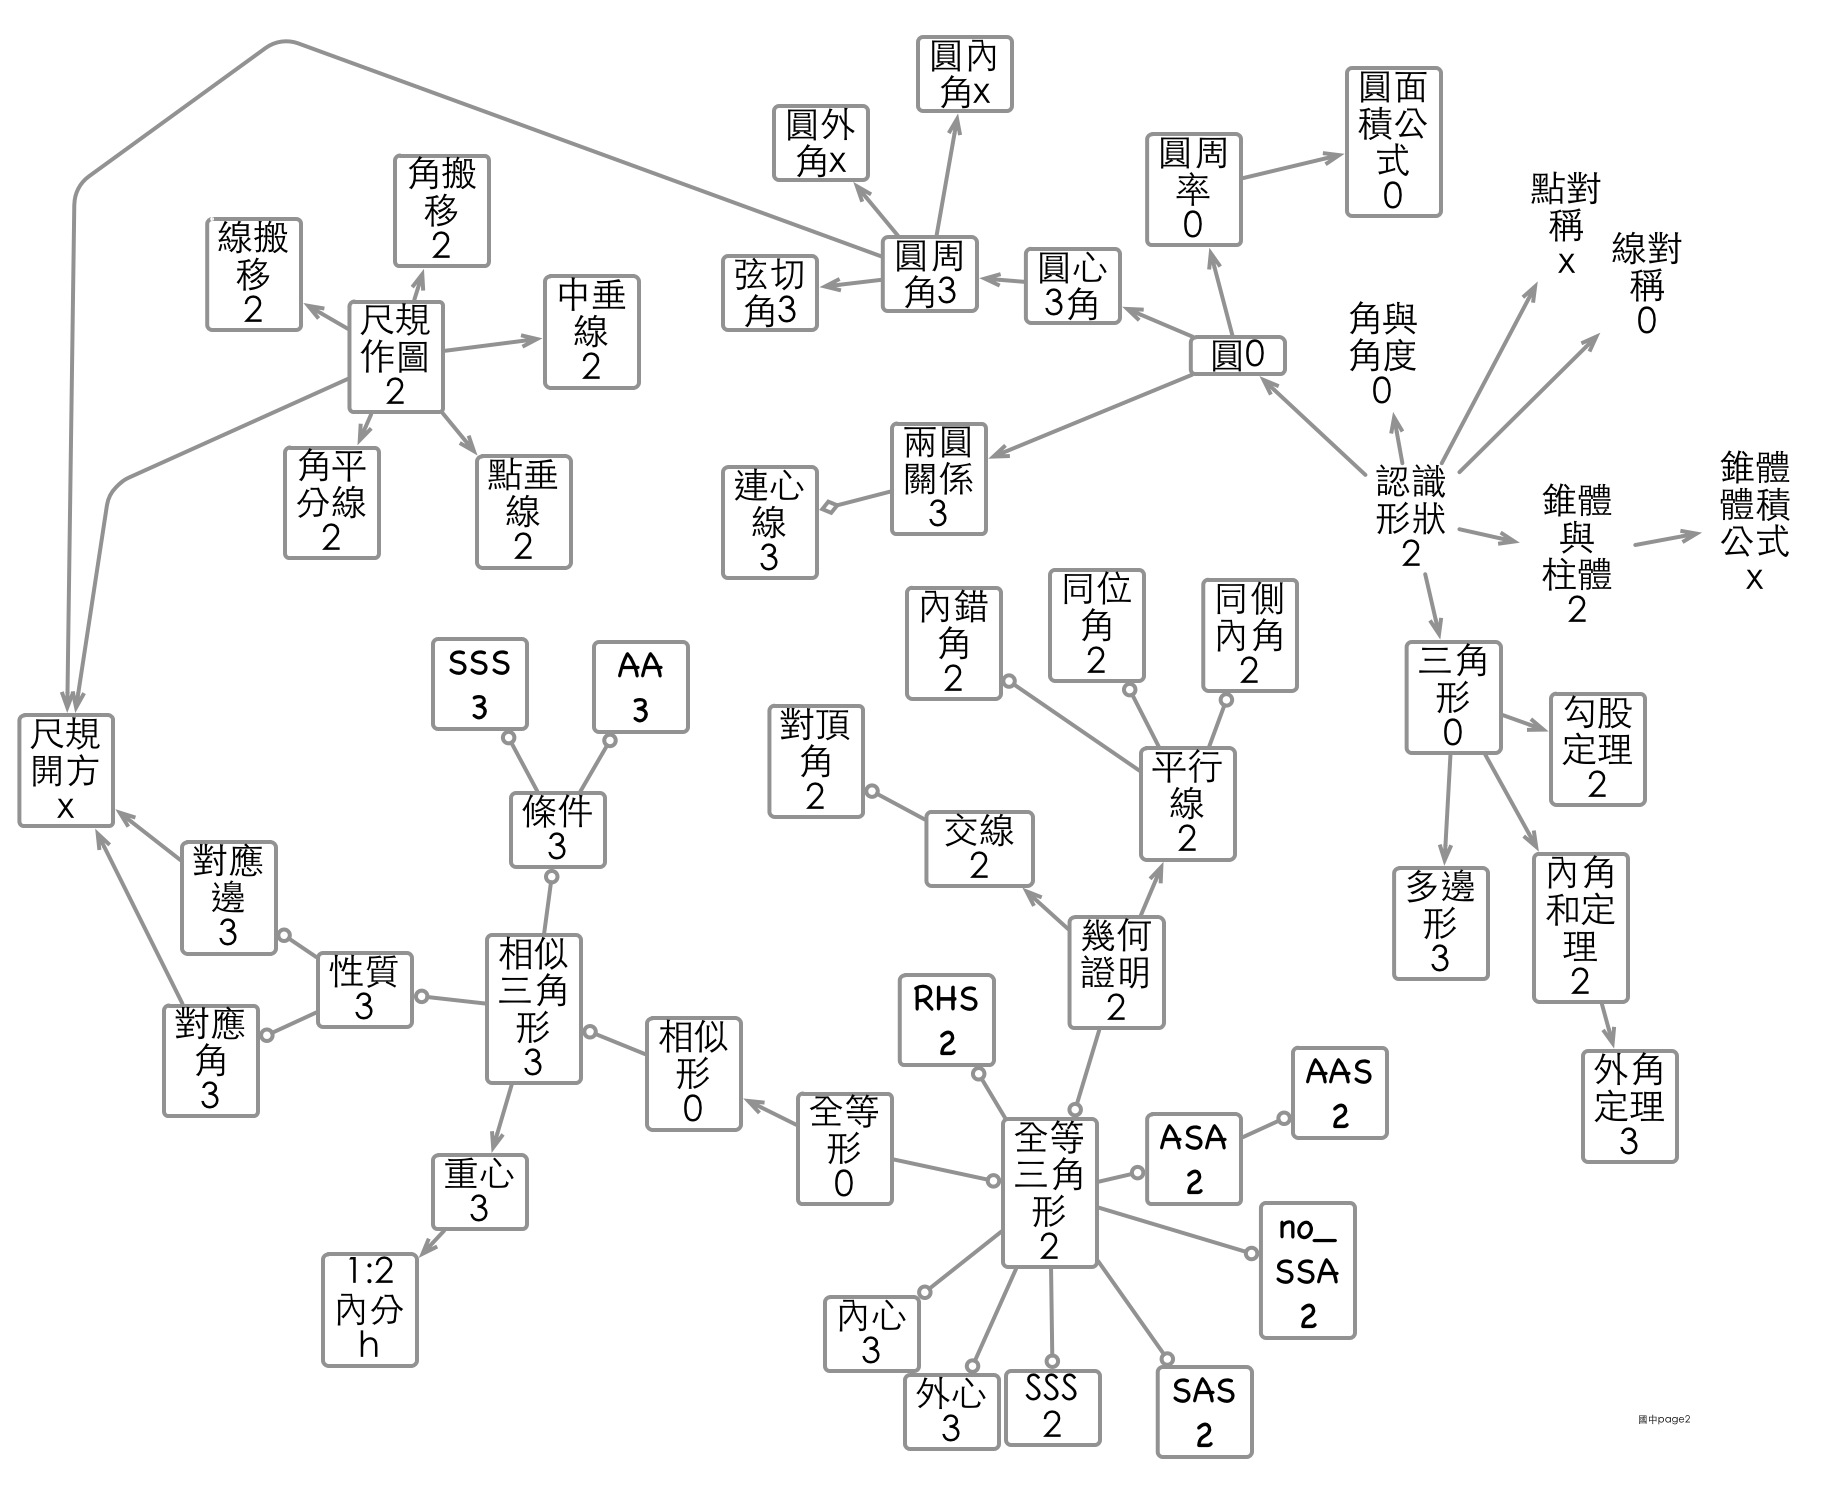 圓內
角x
圓外
角x
圓面
積公
式
0
圓周
率
0
角搬
移
2
線搬
移
2
點對
稱
x
線對
稱
0
弦切
角3
圓周
角3
圓心
3角
中垂
線
2
尺規
作圖
2
角與
角度
0
圓0
角平
分線
2
點垂
線
2
兩圓
關係
3
連心
線
3
認識
形狀
2
錐體
與
柱體
2
錐體
體積
公式
x
內錯
角
2
同位
角
2
同側
內角
2
SSS
3
AA
3
三角
形
0
勾股
定理
2
尺規
開方
x
對頂
角
2
平行
線
2
條件
3
交線
2
對應
邊
3
多邊
形
3
內角
和定
理
2
幾何
證明
2
相似
三角
形
3
性質
3
對應
角
3
RHS
2
相似
形
0
外角
定理
3
AAS
2
全等
形
0
全等
三角
形
2
ASA
2
重心
3
no_
SSA
2
1:2
內分
h
內心
3
外心
3
SSS
2
SAS
2
國中page2